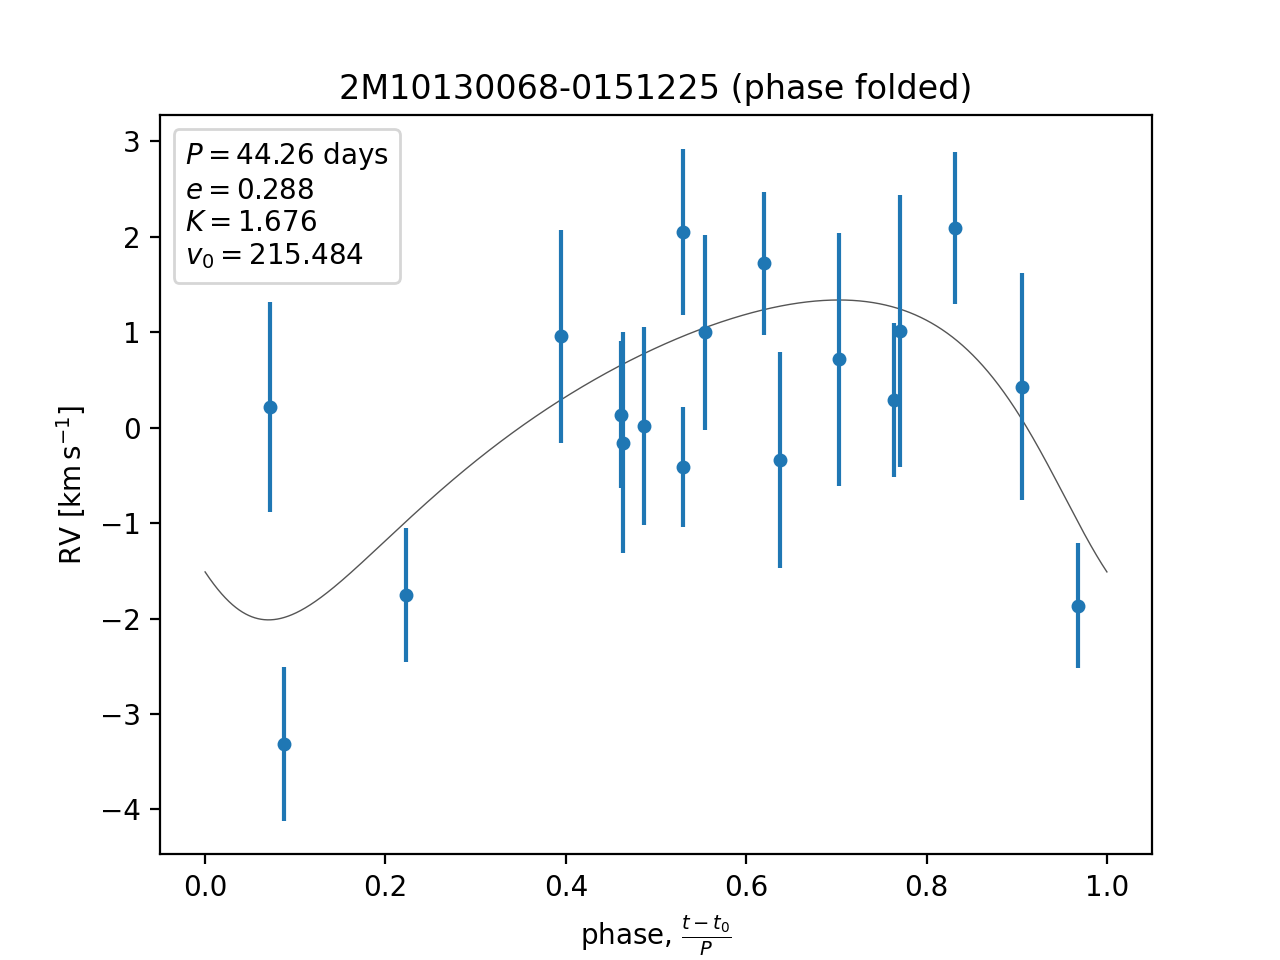 2M10130068-0151225 (phase folded)
P = 44.26 days
e = 0.288
K = 1.676
v₀ = 215.484
3
2
1
0
−1
−2
−3
−4
RV [km s⁻¹]
0.0 0.2 0.4 0.6 0.8 1.0
phase, (t − t₀)/P